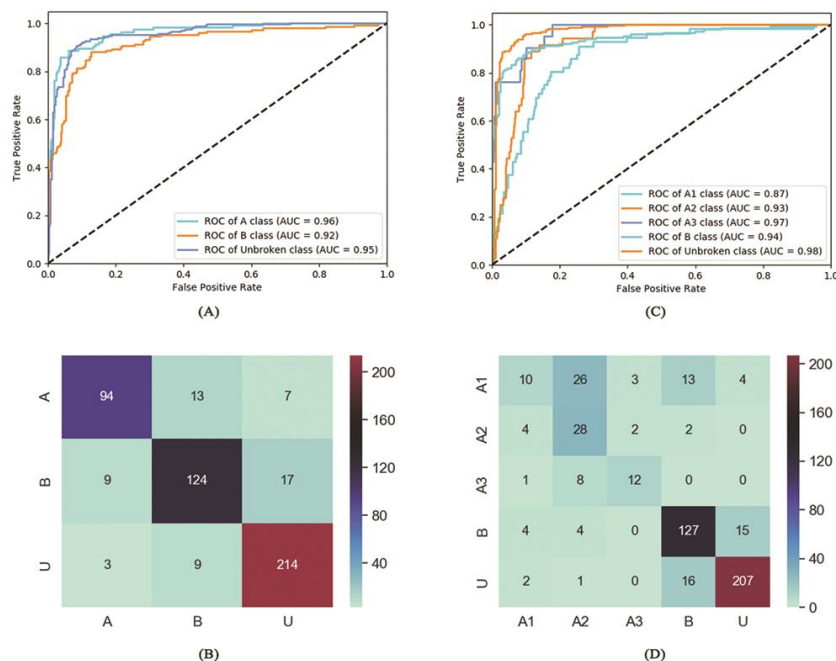 1.0
0.8
0.6
0.4
0.2
0.0
True Positive Rate
0.0 0.2 0.4 0.6 0.8 1.0
False Positive Rate
ROC of A class (AUC = 0.96)
ROC of B class (AUC = 0.92)
ROC of Unbroken class (AUC = 0.95)
(A)
1.0
0.8
0.6
0.4
0.2
0.0
True Positive Rate
0.0 0.2 0.4 0.6 0.8 1.0
False Positive Rate
ROC of A1 class (AUC = 0.87)
ROC of A2 class (AUC = 0.93)
ROC of A3 class (AUC = 0.97)
ROC of B class (AUC = 0.94)
ROC of Unbroken class (AUC = 0.98)
(C)
A 94 13 7
B 9 124 17
U 3 9 214
A B U
200
160
120
80
40
(B)
A1 10 26 3 13 4
A2 4 28 2 2 0
A3 1 8 12 0 0
B 4 4 0 127 15
U 2 1 0 16 207
A1 A2 A3 B U
200
160
120
80
40
0
(D)